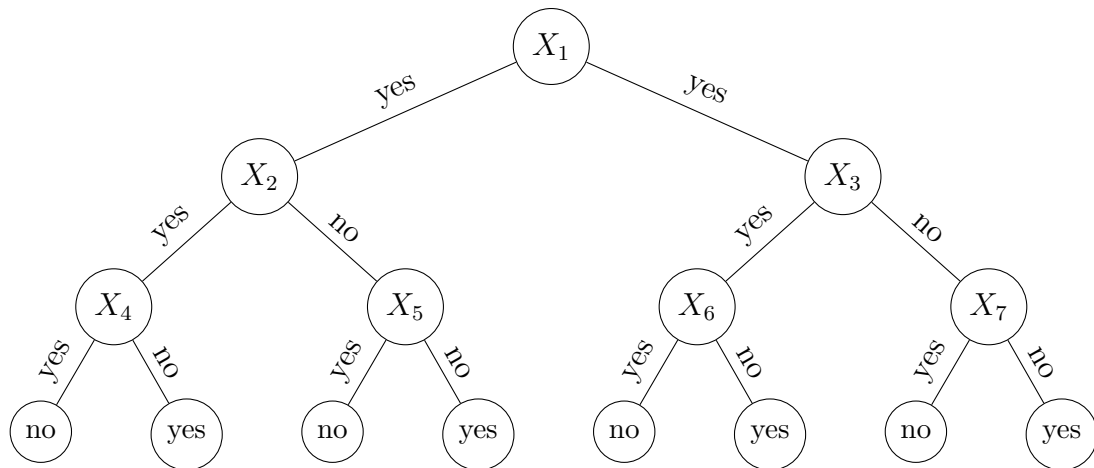 X₁
yes yes
X₂ X₃
yes no yes no
X₄ X₅ X₆ X₇
yes no yes no yes no yes no
no yes no yes no yes no yes